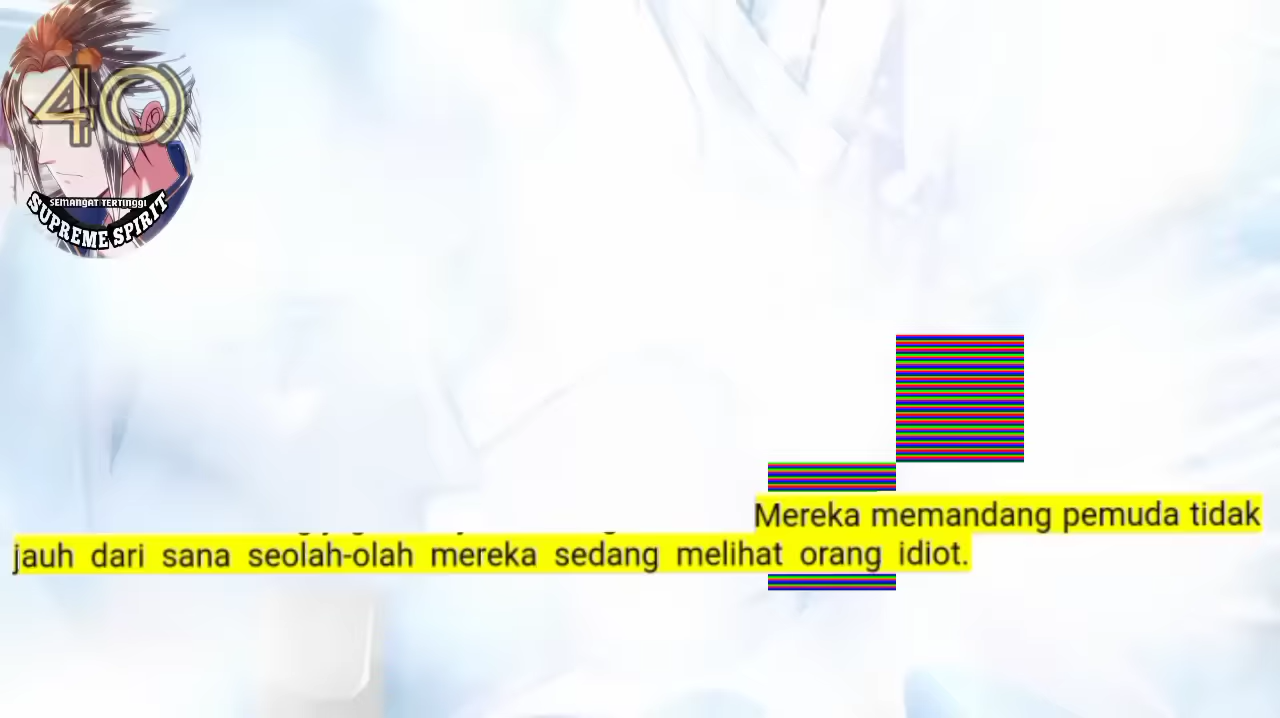 40
SEMANGAT TERTINGGI
SUPREME SPIRIT
Mereka memandang pemuda tidak
jauh dari sana seolah-olah mereka sedang melihat orang idiot.